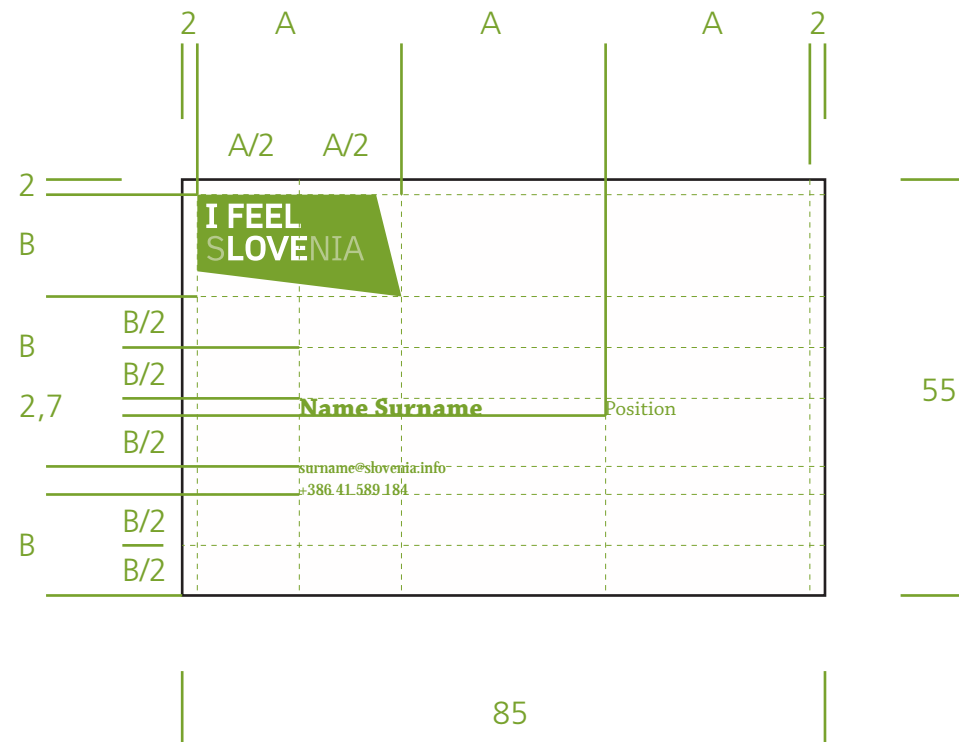 2 A A A 2
A/2 A/2
2
I FEEL
B
SLOVENIA
B/2
B
B/2
55
2,7
Name Surname Position
B/2
surname@slovenia.info
+386 41 589 184
B/2
B
B/2
85